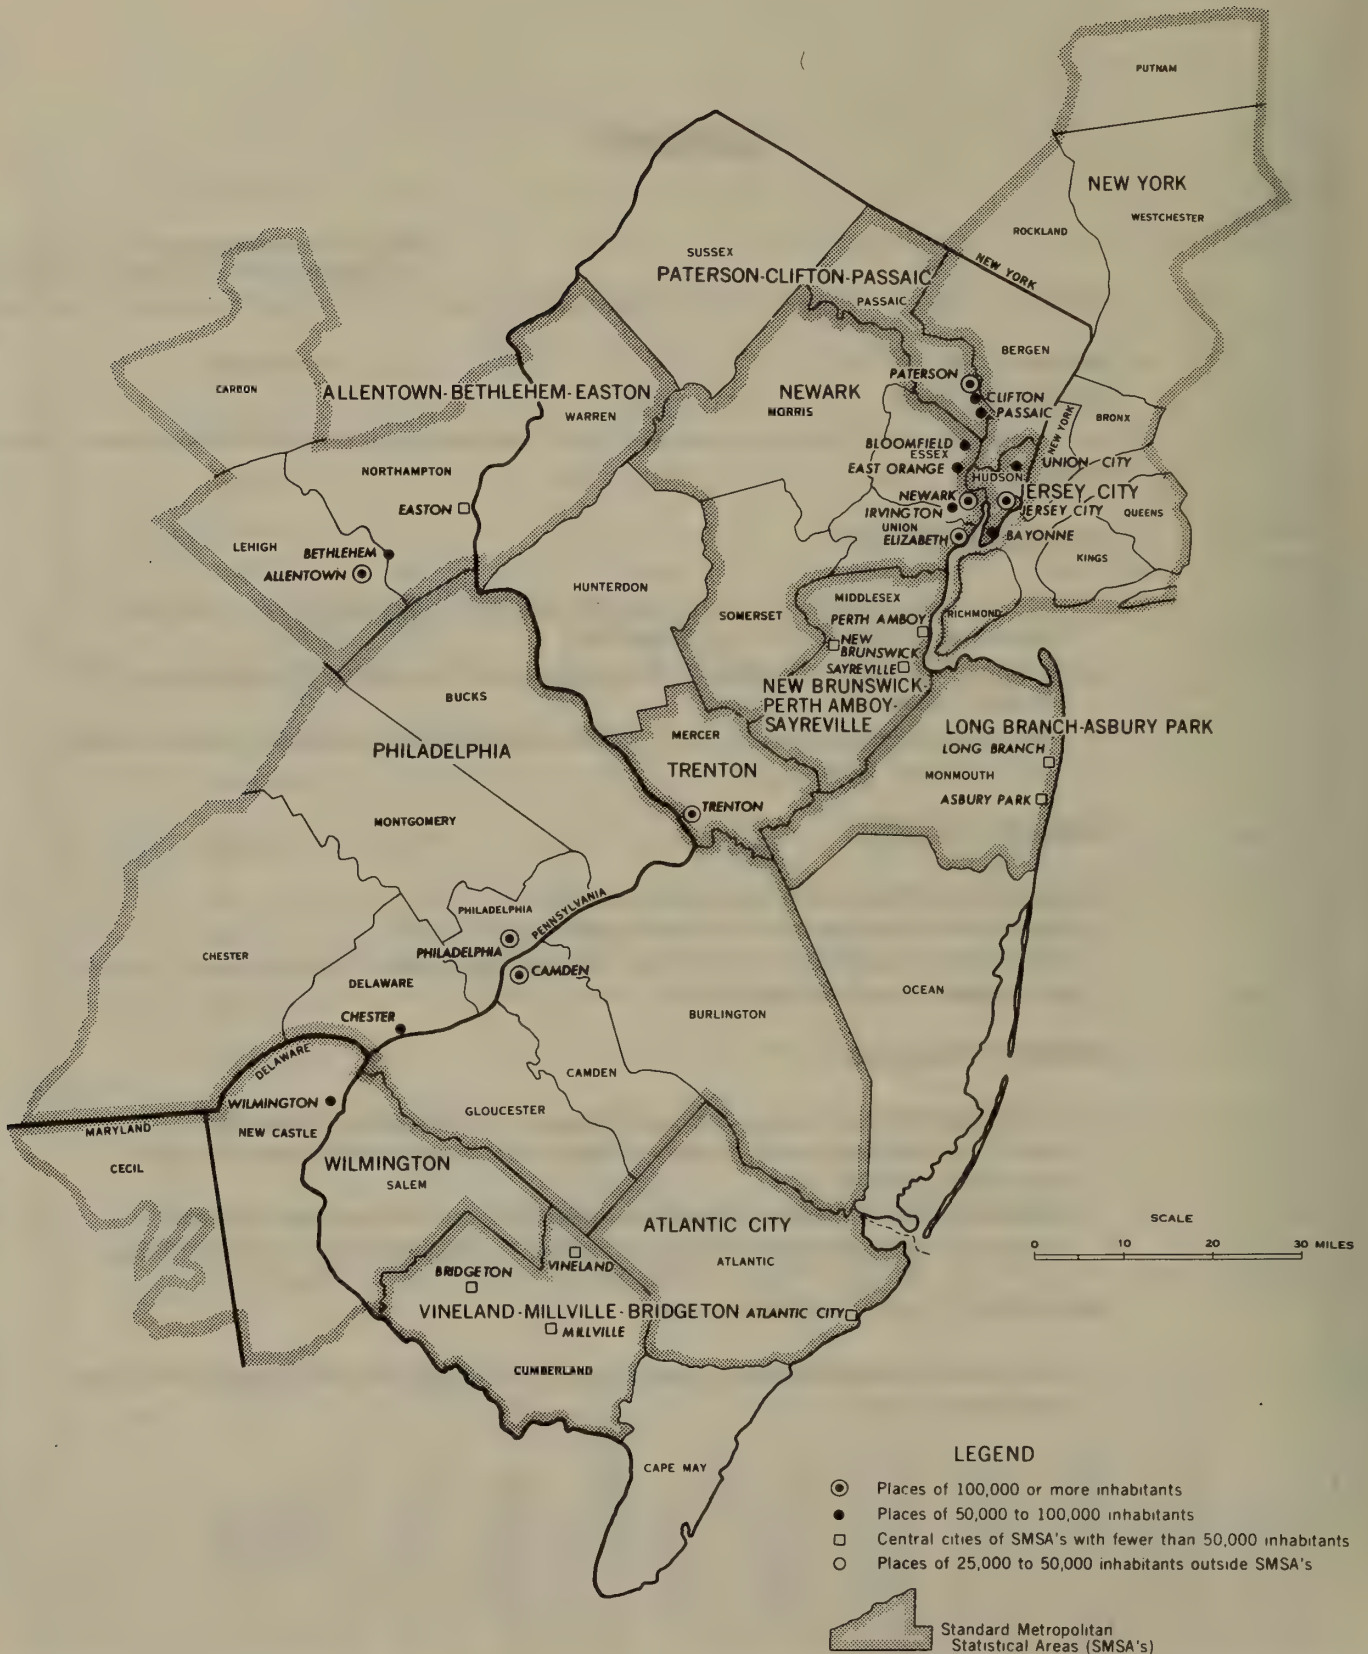 PUTNAM
NEW YORK
WESTCHESTER
ROCKLAND
NEW YORK
SUSSEX
PATERSON-CLIFTON-PASSAIC
PASSAIC
BERGEN
PATERSON
CLIFTON
PASSAIC
CARBON
ALLENTOWN-BETHLEHEM-EASTON
WARREN
NEWARK
MORRIS
NEW YORK
BRONX
BLOOMFIELD
ESSEX
EAST ORANGE
UNION CITY
HUDSON
NORTHAMPTON
EASTON
NEWARK
JERSEY CITY
JERSEY CITY
QUEENS
IRVINGTON
UNION
ELIZABETH
BAYONNE
KINGS
LEHIGH
BETHLEHEM
ALLENTOWN
HUNTERDON
MIDDLESEX
SOMERSET
PERTH AMBOY
RICHMOND
NEW
BRUNSWICK
SAYREVILLE
NEW BRUNSWICK-
PERTH AMBOY-
SAYREVILLE
BUCKS
MERCER
LONG BRANCH-ASBURY PARK
LONG BRANCH
PHILADELPHIA
TRENTON
MONMOUTH
ASBURY PARK
TRENTON
MONTGOMERY
PHILADELPHIA
PENNSYLVANIA
PHILADELPHIA
CHESTER
CAMDEN
DELAWARE
OCEAN
CHESTER
BURLINGTON
DELAWARE
CAMDEN
WILMINGTON
GLOUCESTER
MARYLAND
NEW CASTLE
CECIL
WILMINGTON
SALEM
ATLANTIC CITY
ATLANTIC
SCALE
0 10 20 30 MILES
BRIDGETON
VINELAND
VINELAND-MILLVILLE-BRIDGETON
ATLANTIC CITY
MILLVILLE
CUMBERLAND
CAPE MAY
LEGEND
Places of 100,000 or more inhabitants
Places of 50,000 to 100,000 inhabitants
Central cities of SMSA's with fewer than 50,000 inhabitants
Places of 25,000 to 50,000 inhabitants outside SMSA's
Standard Metropolitan
Statistical Areas (SMSA's)